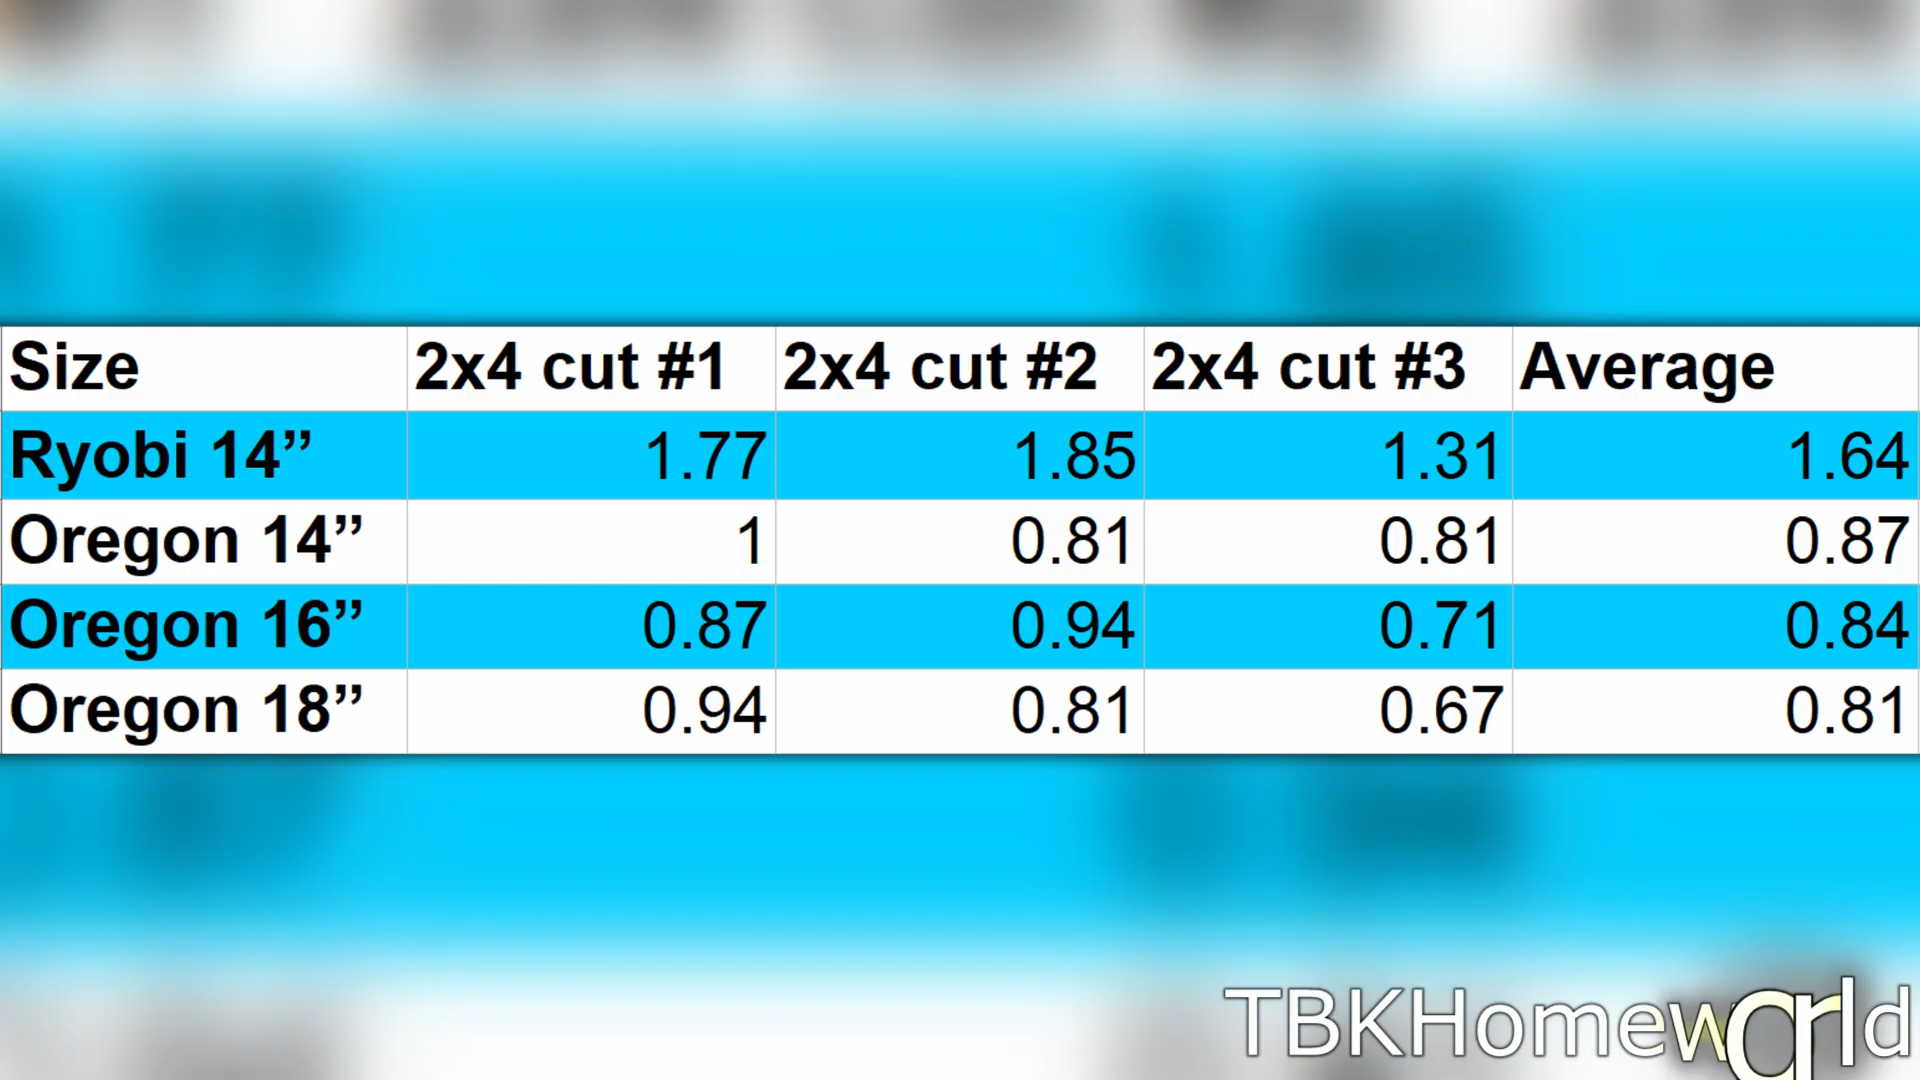 Size 2x4 cut #1 2x4 cut #2 2x4 cut #3 Average
Ryobi 14” 1.77 1.85 1.31 1.64
Oregon 14” 1 0.81 0.81 0.87
Oregon 16” 0.87 0.94 0.71 0.84
Oregon 18” 0.94 0.81 0.67 0.81
TBKHomeworld